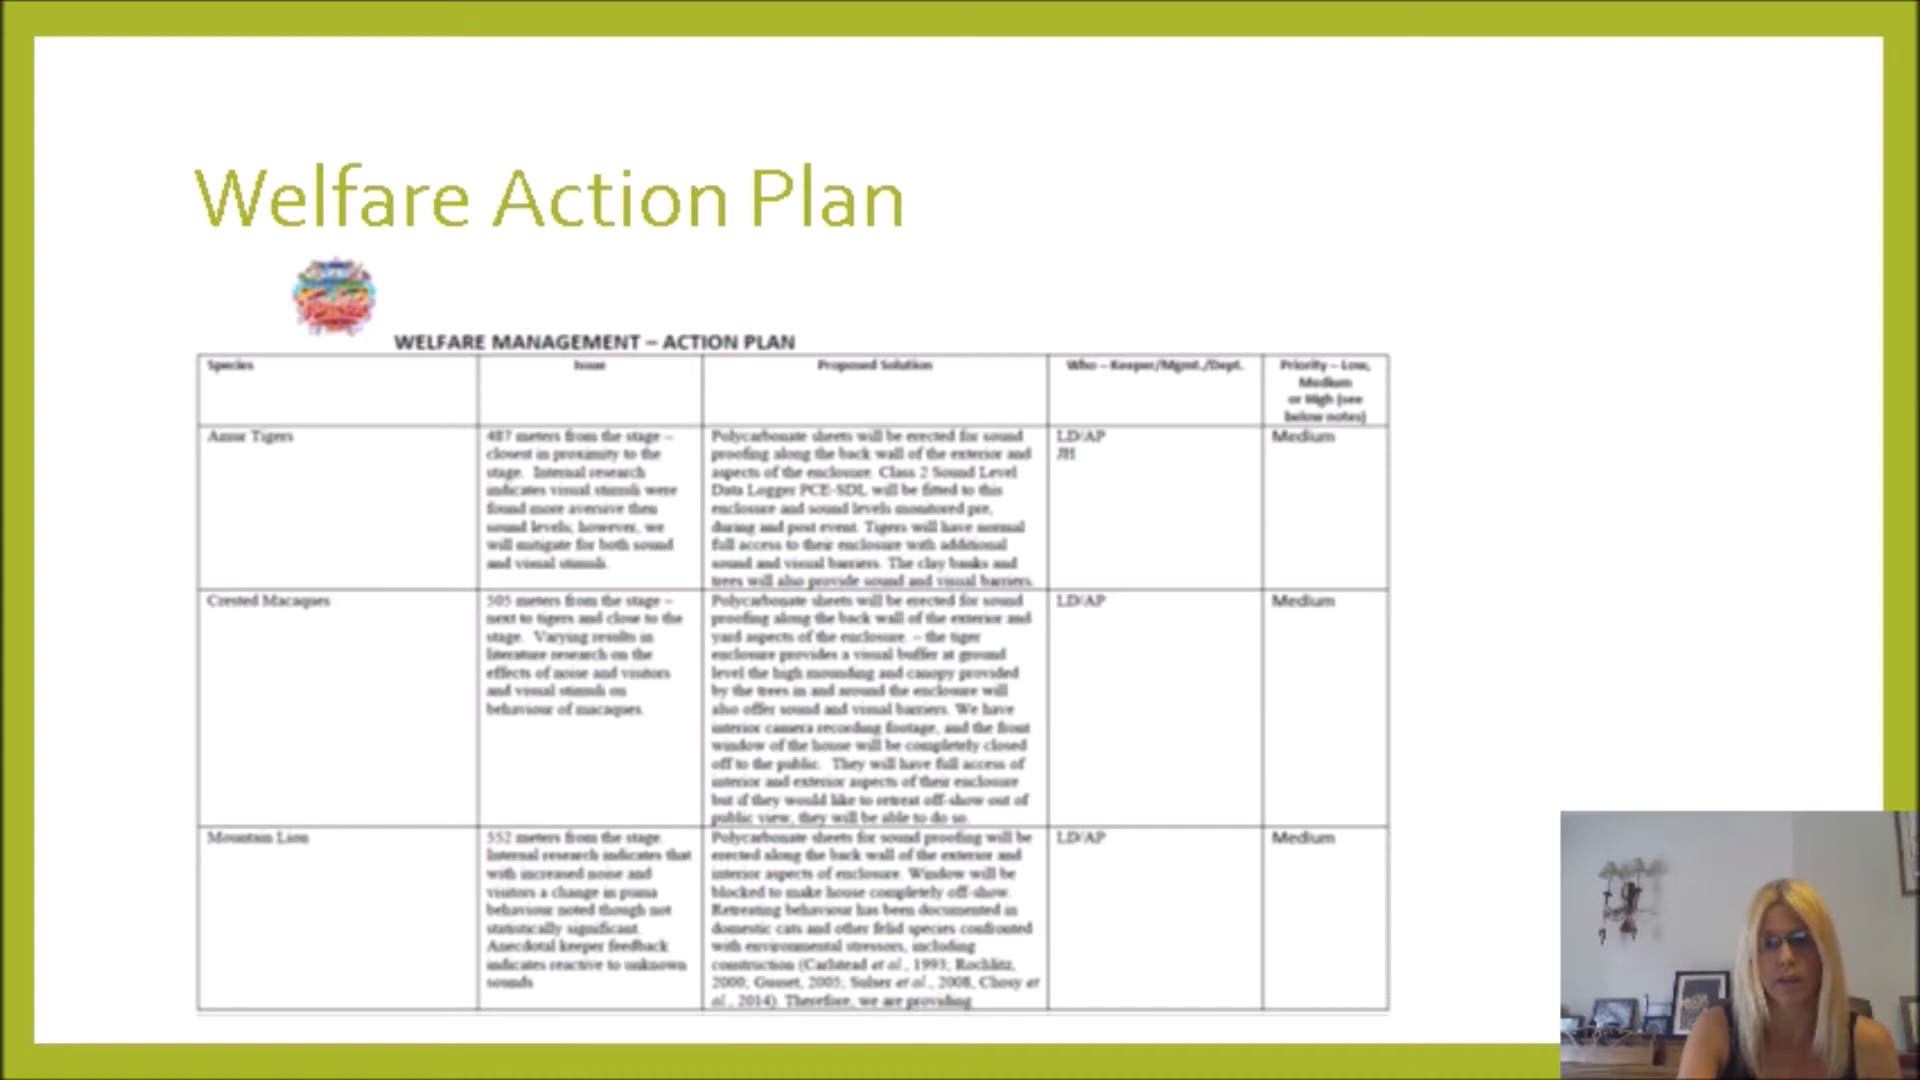 Welfare Action Plan
WELFARE MANAGEMENT – ACTION PLAN
Species
Issue
Proposed Solution
Who – Keeper/Mgmt./Dept.
Priority – Low,
Medium
or High (see
below notes)
Amur Tigers
487 meters from the stage –
closest in proximity to the
stage. Internal research
indicates visual stimuli were
found more aversive then
sound levels; however, we
will mitigate for both sound
and visual stimuli.
Polycarbonate sheets will be erected for sound
proofing along the back wall of the exterior and
aspects of the enclosure. Class 2 Sound Level
Data Logger PCE-SDL will be fitted to this
enclosure and sound levels monitored pre,
during and post event. Tigers will have normal
full access to their enclosure with additional
sound and visual barriers. The clay banks and
trees will also provide sound and visual barriers.
LD/AP
JH
Medium
Crested Macaques
505 meters from the stage –
next to tigers and close to the
stage. Varying results in
literature research on the
effects of noise and visitors
and visual stimuli on
behaviour of macaques.
Polycarbonate sheets will be erected for sound
proofing along the back wall of the exterior and
yard aspects of the enclosure. – the tiger
enclosure provides a visual buffer at ground
level the high mounding and canopy provided
by the trees in and around the enclosure will
also offer sound and visual barriers. We have
interior camera recording footage, and the front
window of the house will be completely closed
off to the public. They will have full access of
interior and exterior aspects of their enclosure
but if they would like to retreat off-show out of
public view, they will be able to do so.
LD/AP
Medium
Mountain Lion
552 meters from the stage.
Internal research indicates that
with increased noise and
visitors a change in puma
behaviour noted though not
statistically significant.
Anecdotal keeper feedback
indicates reactive to unknown
sounds
Polycarbonate sheets for sound proofing will be
erected along the back wall of the exterior and
interior aspects of enclosure. Window will be
blocked to make house completely off-show.
Retreating behaviour has been documented in
domestic cats and other felid species confronted
with environmental stressors, including
construction (Carlstead et al., 1993; Rochlitz,
2000; Gusset, 2005; Sulser et al., 2008, Chosy et
al., 2014). Therefore, we are providing
LD/AP
Medium